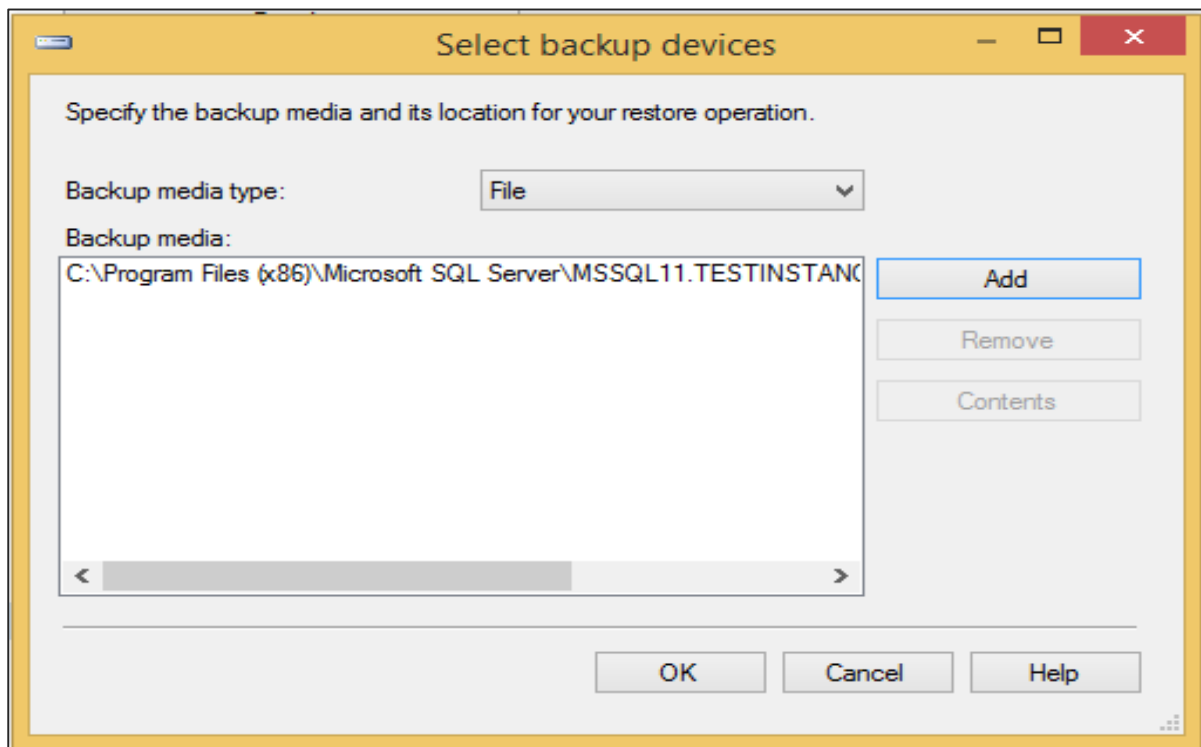 Select backup devices
Specify the backup media and its location for your restore operation.
Backup media type:
File
Backup media:
C:\Program Files (x86)\Microsoft SQL Server\MSSQL11.TESTINSTANC
Add
Remove
Contents
OK
Cancel
Help